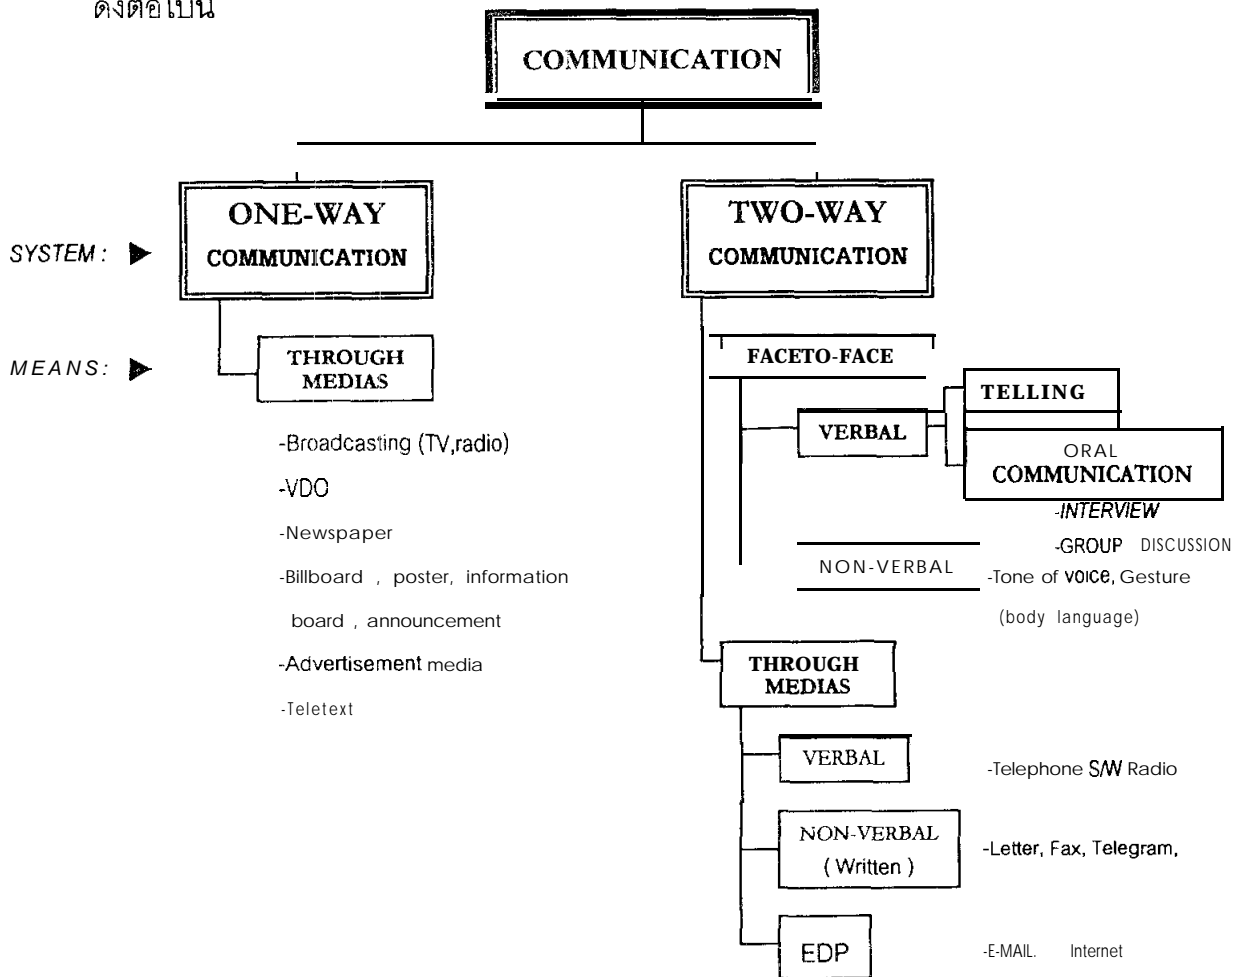 ดังต่อไปน
COMMUNICATION
ONE-WAY
COMMUNICATION
TWO-WAY
COMMUNICATION
SYSTEM :
MEANS:
THROUGH
MEDIAS
-Broadcasting (TV,radio)
-VDO
-Newspaper
-Billboard , poster, information
board , announcement
-Advertisement media
-Teletext
FACETO-FACE
VERBAL
TELLING
ORAL
COMMUNICATION
-INTERVIEW
-GROUP DISCUSSION
NON-VERBAL
-Tone of voice, Gesture
(body language)
THROUGH
MEDIAS
VERBAL
-Telephone S/W Radio
NON-VERBAL
( Written )
-Letter, Fax, Telegram,
EDP
-E-MAIL. Internet